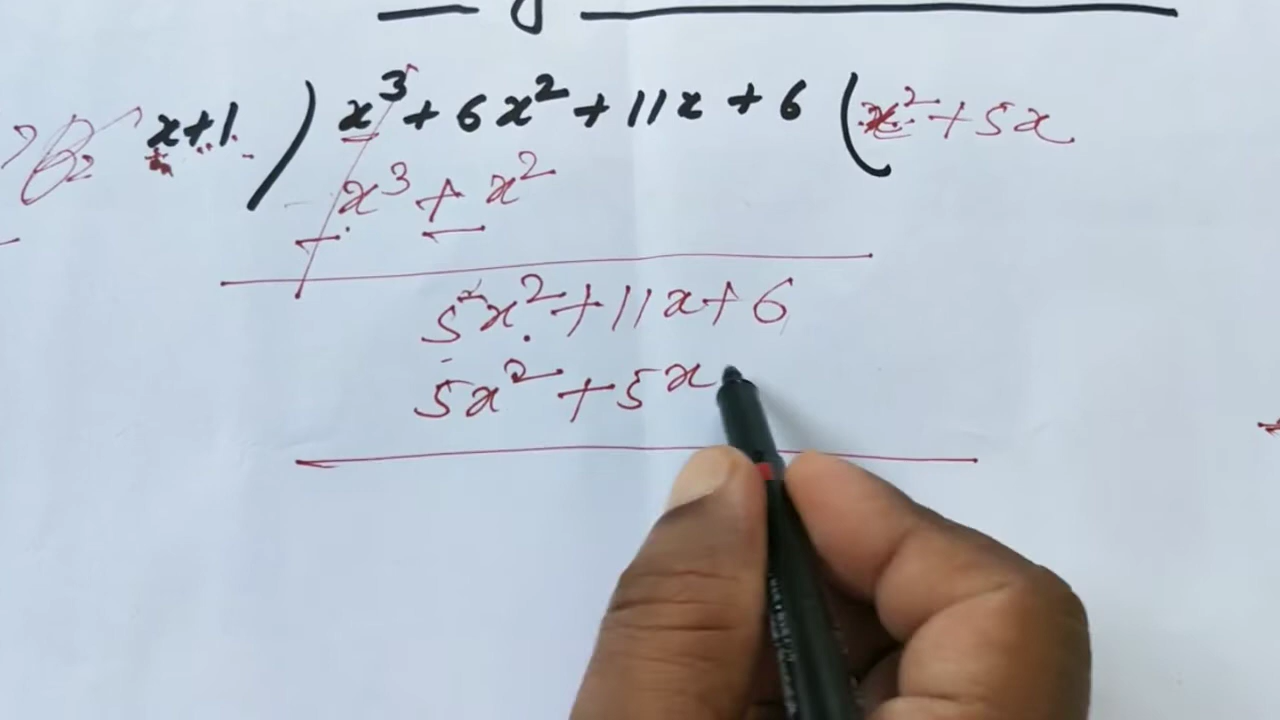 x+1 ) x³ + 6x² + 11x + 6 ( x² + 5x
x³ + x²
5x² + 11x + 6
5x² + 5x